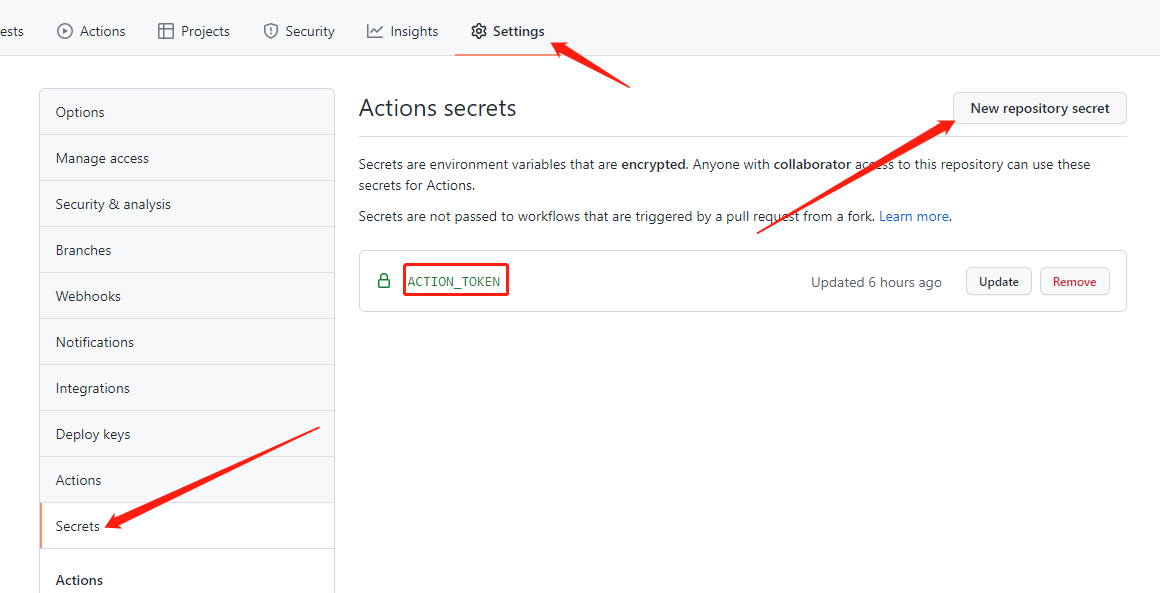 ests Actions Projects Security Insights Settings
Options
Manage access
Security & analysis
Branches
Webhooks
Notifications
Integrations
Deploy keys
Actions
Secrets
Actions
Actions secrets
New repository secret
Secrets are environment variables that are encrypted. Anyone with collaborator access to this repository can use these
secrets for Actions.
Secrets are not passed to workflows that are triggered by a pull request from a fork. Learn more.
ACTION_TOKEN Updated 6 hours ago Update Remove